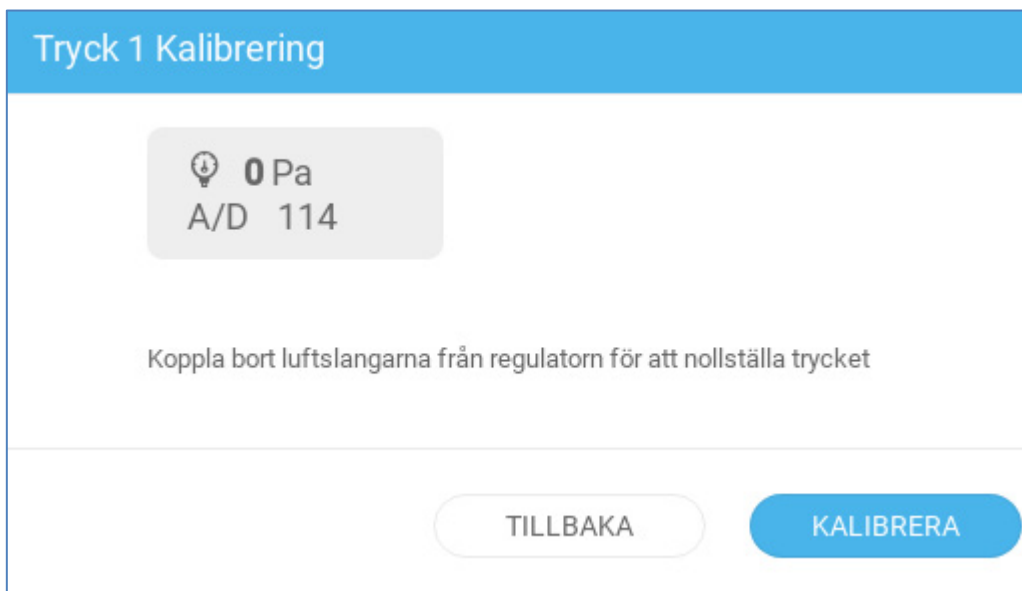 Tryck 1 Kalibrering
0 Pa
A/D 114
Koppla bort luftslangarna från regulatorn för att nollställa trycket
TILLBAKA
KALIBRERA